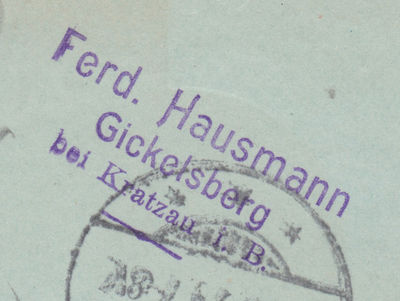 Ferd. Hausmann
Gickelsberg
bei Kratzau i. B.